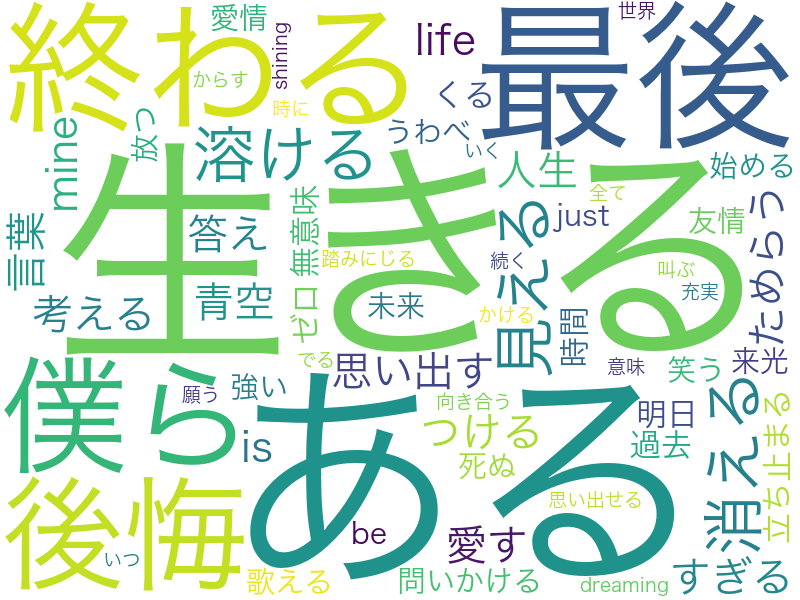 終わる
愛情
からす
shining
life
世界
最後
時に
放つ
mine
溶ける
うわべ
くる
いく
人生
始める
生きる
言葉
答え
無意味
ゼロ
踏みにじる
見える
just
全て
友情
ためらう
青空
考える
未来
続く
叫ぶ
充実
かける
時間
僕ら
でる
思い出す
意味
笑う
来光
強い
願う
向き合う
明日
消える
is
ある
つける
過去
立ち止まる
死ぬ
後悔
思い出せる
be
愛す
いつ
歌える
問いかける
dreaming
すぎる